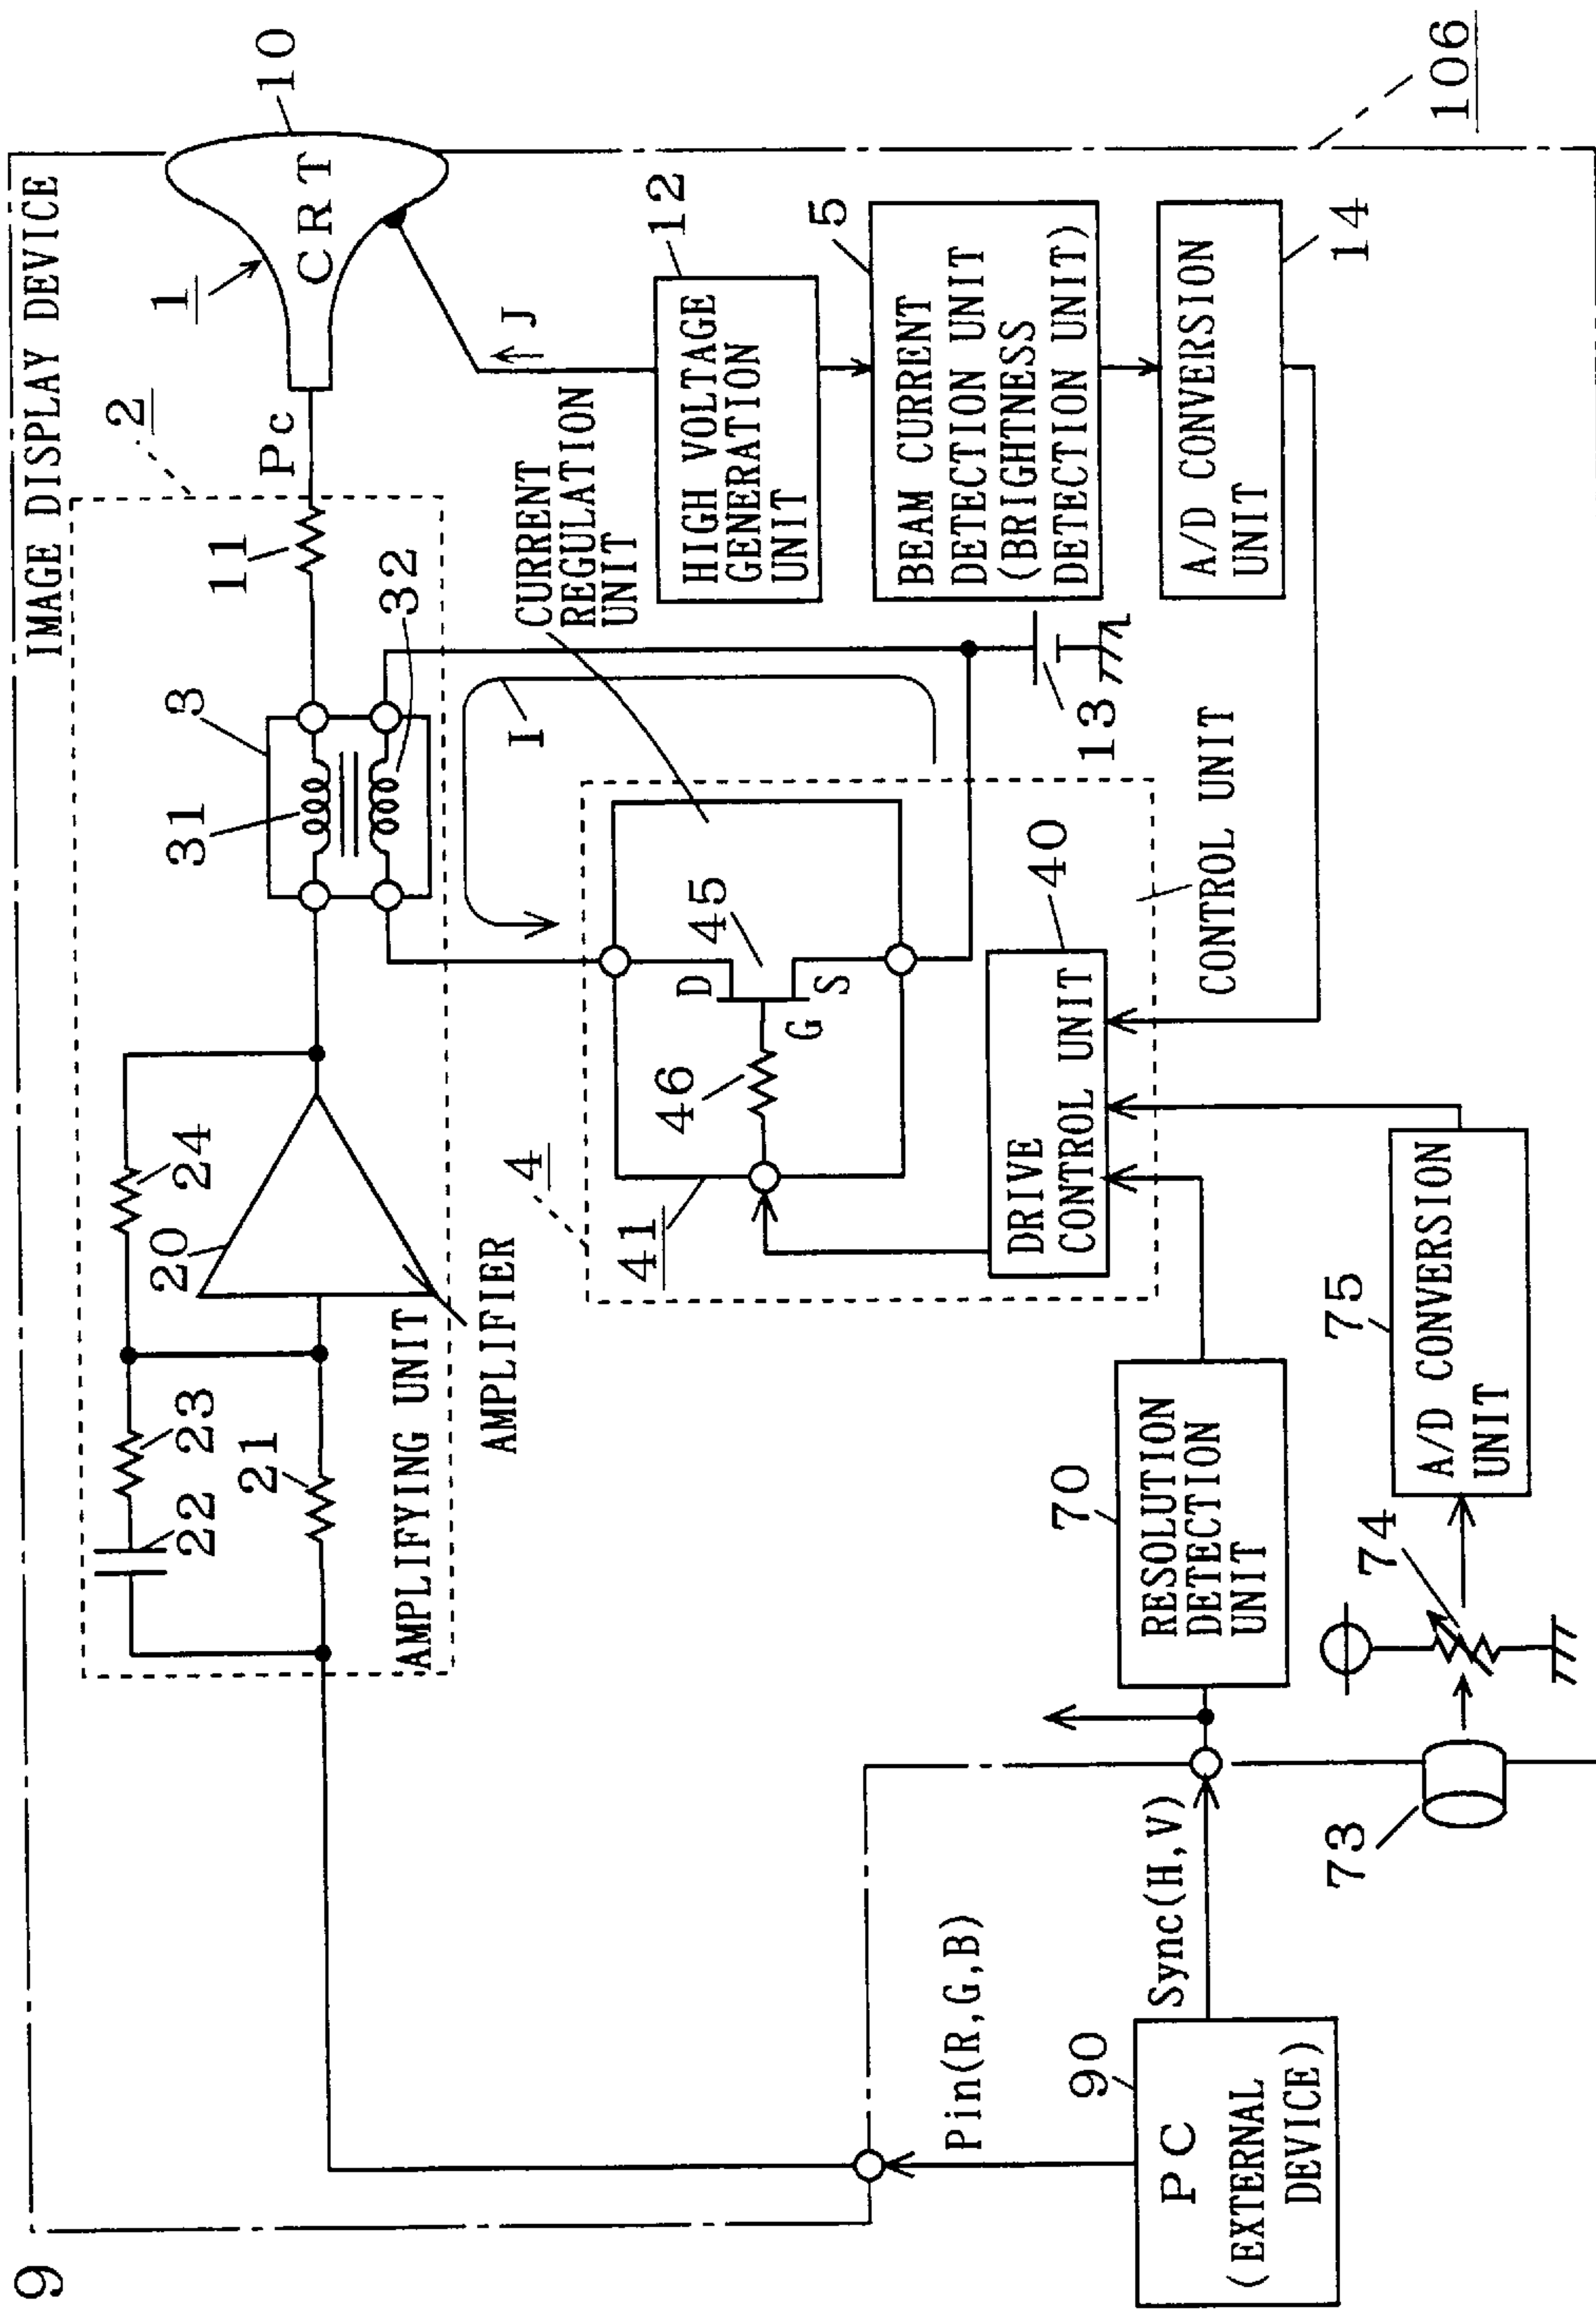 9
IMAGE DISPLAY DEVICE
106
10
CRT
1
2
Pc
11
3
31
32
24
20
23
22
21
AMPLIFYING UNIT
AMPLIFIER
J
I
CURRENT
REGULATION
UNIT
12
HIGH VOLTAGE
GENERATION
UNIT
5
BEAM CURRENT
DETECTION UNIT
(BRIGHTNESS
DETECTION UNIT)
14
A/D CONVERSION
UNIT
13
4
41
45
46
D
G
S
40
DRIVE
CONTROL UNIT
CONTROL UNIT
70
RESOLUTION
DETECTION
UNIT
75
A/D CONVERSION
UNIT
74
73
Pin(R,G,B)
Sync(H,V)
90
PC
(EXTERNAL
DEVICE)